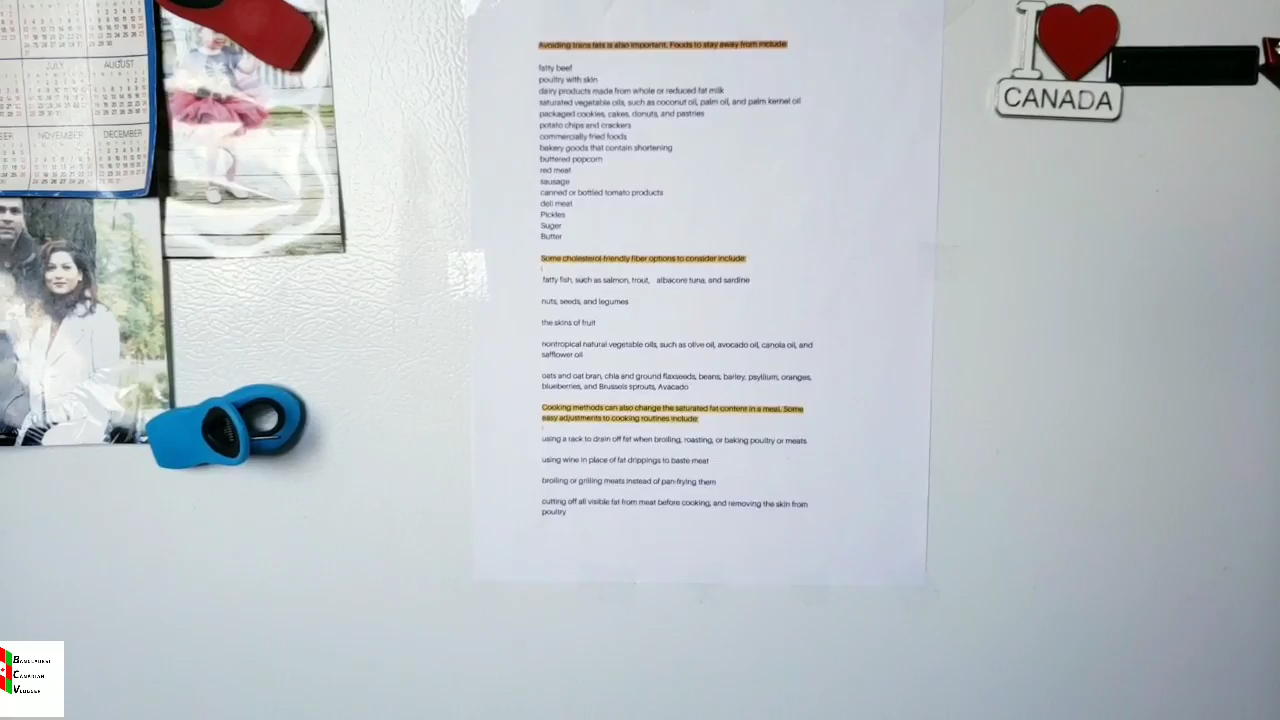 JULY AUGUST
NOVEMBER DECEMBER
I
CANADA
Avoiding trans fats is also important. Foods to stay away from include:
fatty beef
poultry with skin
dairy products made from whole or reduced fat milk
saturated vegetable oils, such as coconut oil, palm oil, and palm kernel oil
packaged cookies, cakes, donuts, and pastries
potato chips and crackers
commercially fried foods
bakery goods that contain shortening
buttered popcorn
red meat
sausage
canned or bottled tomato products
deli meat
Pickles
Suger
Butter
Some cholesterol-friendly fiber options to consider include:
fatty fish, such as salmon, trout, albacore tuna, and sardine
nuts, seeds, and legumes
the skins of fruit
nontropical natural vegetable oils, such as olive oil, avocado oil, canola oil, and
safflower oil
oats and oat bran, chia and ground flaxseeds, beans, barley, psyllium, oranges,
blueberries, and Brussels sprouts, Avacado
Cooking methods can also change the saturated fat content in a meal. Some
easy adjustments to cooking routines include:
using a rack to drain off fat when broiling, roasting, or baking poultry or meats
using wine in place of fat drippings to baste meat
broiling or grilling meats instead of pan-frying them
cutting off all visible fat from meat before cooking, and removing the skin from
poultry
Canadian
Vlogger